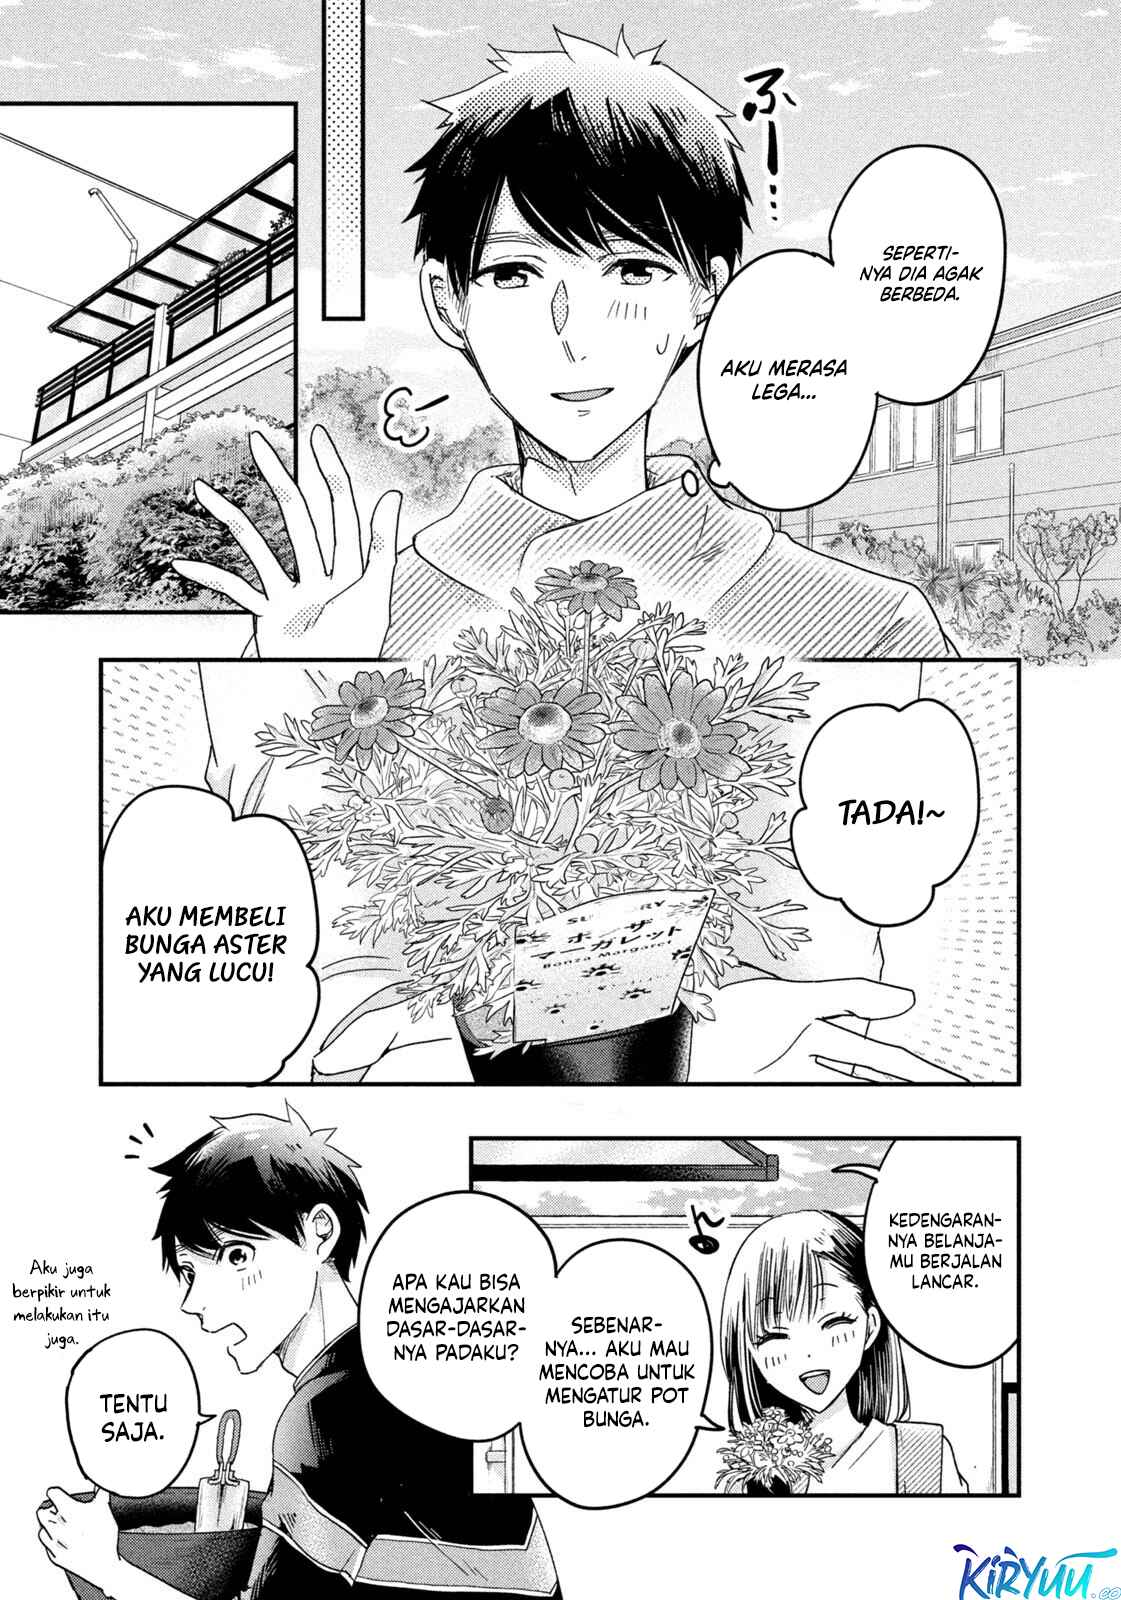 ふー…
SEPERTI-
NYA DIA AGAK
BERBEDA.
AKU MERASA
LEGA...
TADA!~
AKU MEMBELI
BUNGA ASTER
YANG LUCU!
ボンザ
マーガレット
Bonza Margaret
KEDENGARAN-
NYA BELANJA-
MU BERJALAN
LANCAR.
SEBENAR-
NYA... AKU MAU
MENCOBA UNTUK
MENGATUR POT
BUNGA.
APA KAU BISA
MENGAJARKAN
DASAR-DASAR-
NYA PADAKU?
Aku juga
berpikir untuk
melakukan itu
juga.
TENTU
SAJA.
KIRYUU.co